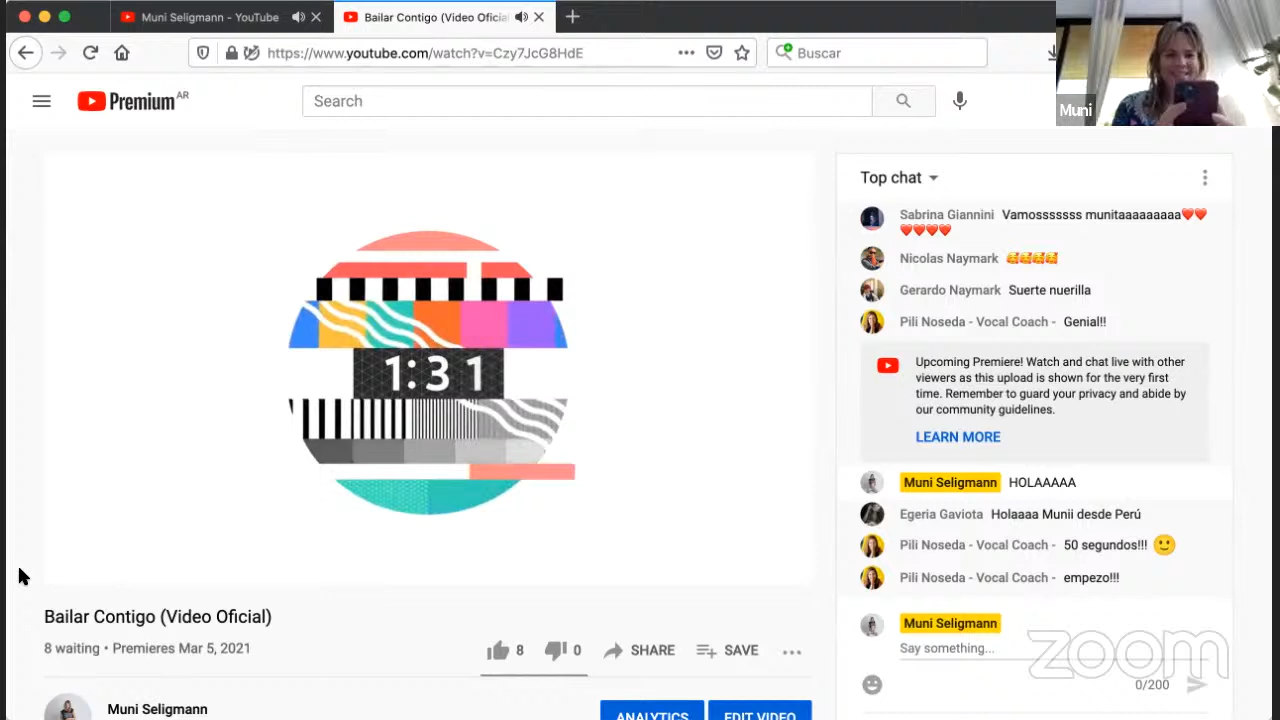 Muni Seligmann - YouTube
Bailar Contigo (Video Oficial
https://www.youtube.com/watch?v=Czy7JcG8HdE
Buscar
Muni
Premium AR
Search
1:31
Bailar Contigo (Video Oficial)
8 waiting • Premieres Mar 5, 2021
8
0
SHARE
SAVE
Muni Seligmann
ANALYTICS
EDIT VIDEO
Top chat
Sabrina Giannini Vamosssssss munitaaaaaaaaa❤️❤️
❤️❤️❤️❤️
Nicolas Naymark 🥰🥰🥰🥰
Gerardo Naymark Suerte nuerilla
Pili Noseda - Vocal Coach - Genial!!
Upcoming Premiere! Watch and chat live with other
viewers as this upload is shown for the very first
time. Remember to guard your privacy and abide by
our community guidelines.
LEARN MORE
Muni Seligmann HOLAAAAA
Egeria Gaviota Holaaaa Munii desde Perú
Pili Noseda - Vocal Coach - 50 segundos!!! 🙂
Pili Noseda - Vocal Coach - empezo!!!
Muni Seligmann
Say something...
0/200
zoom